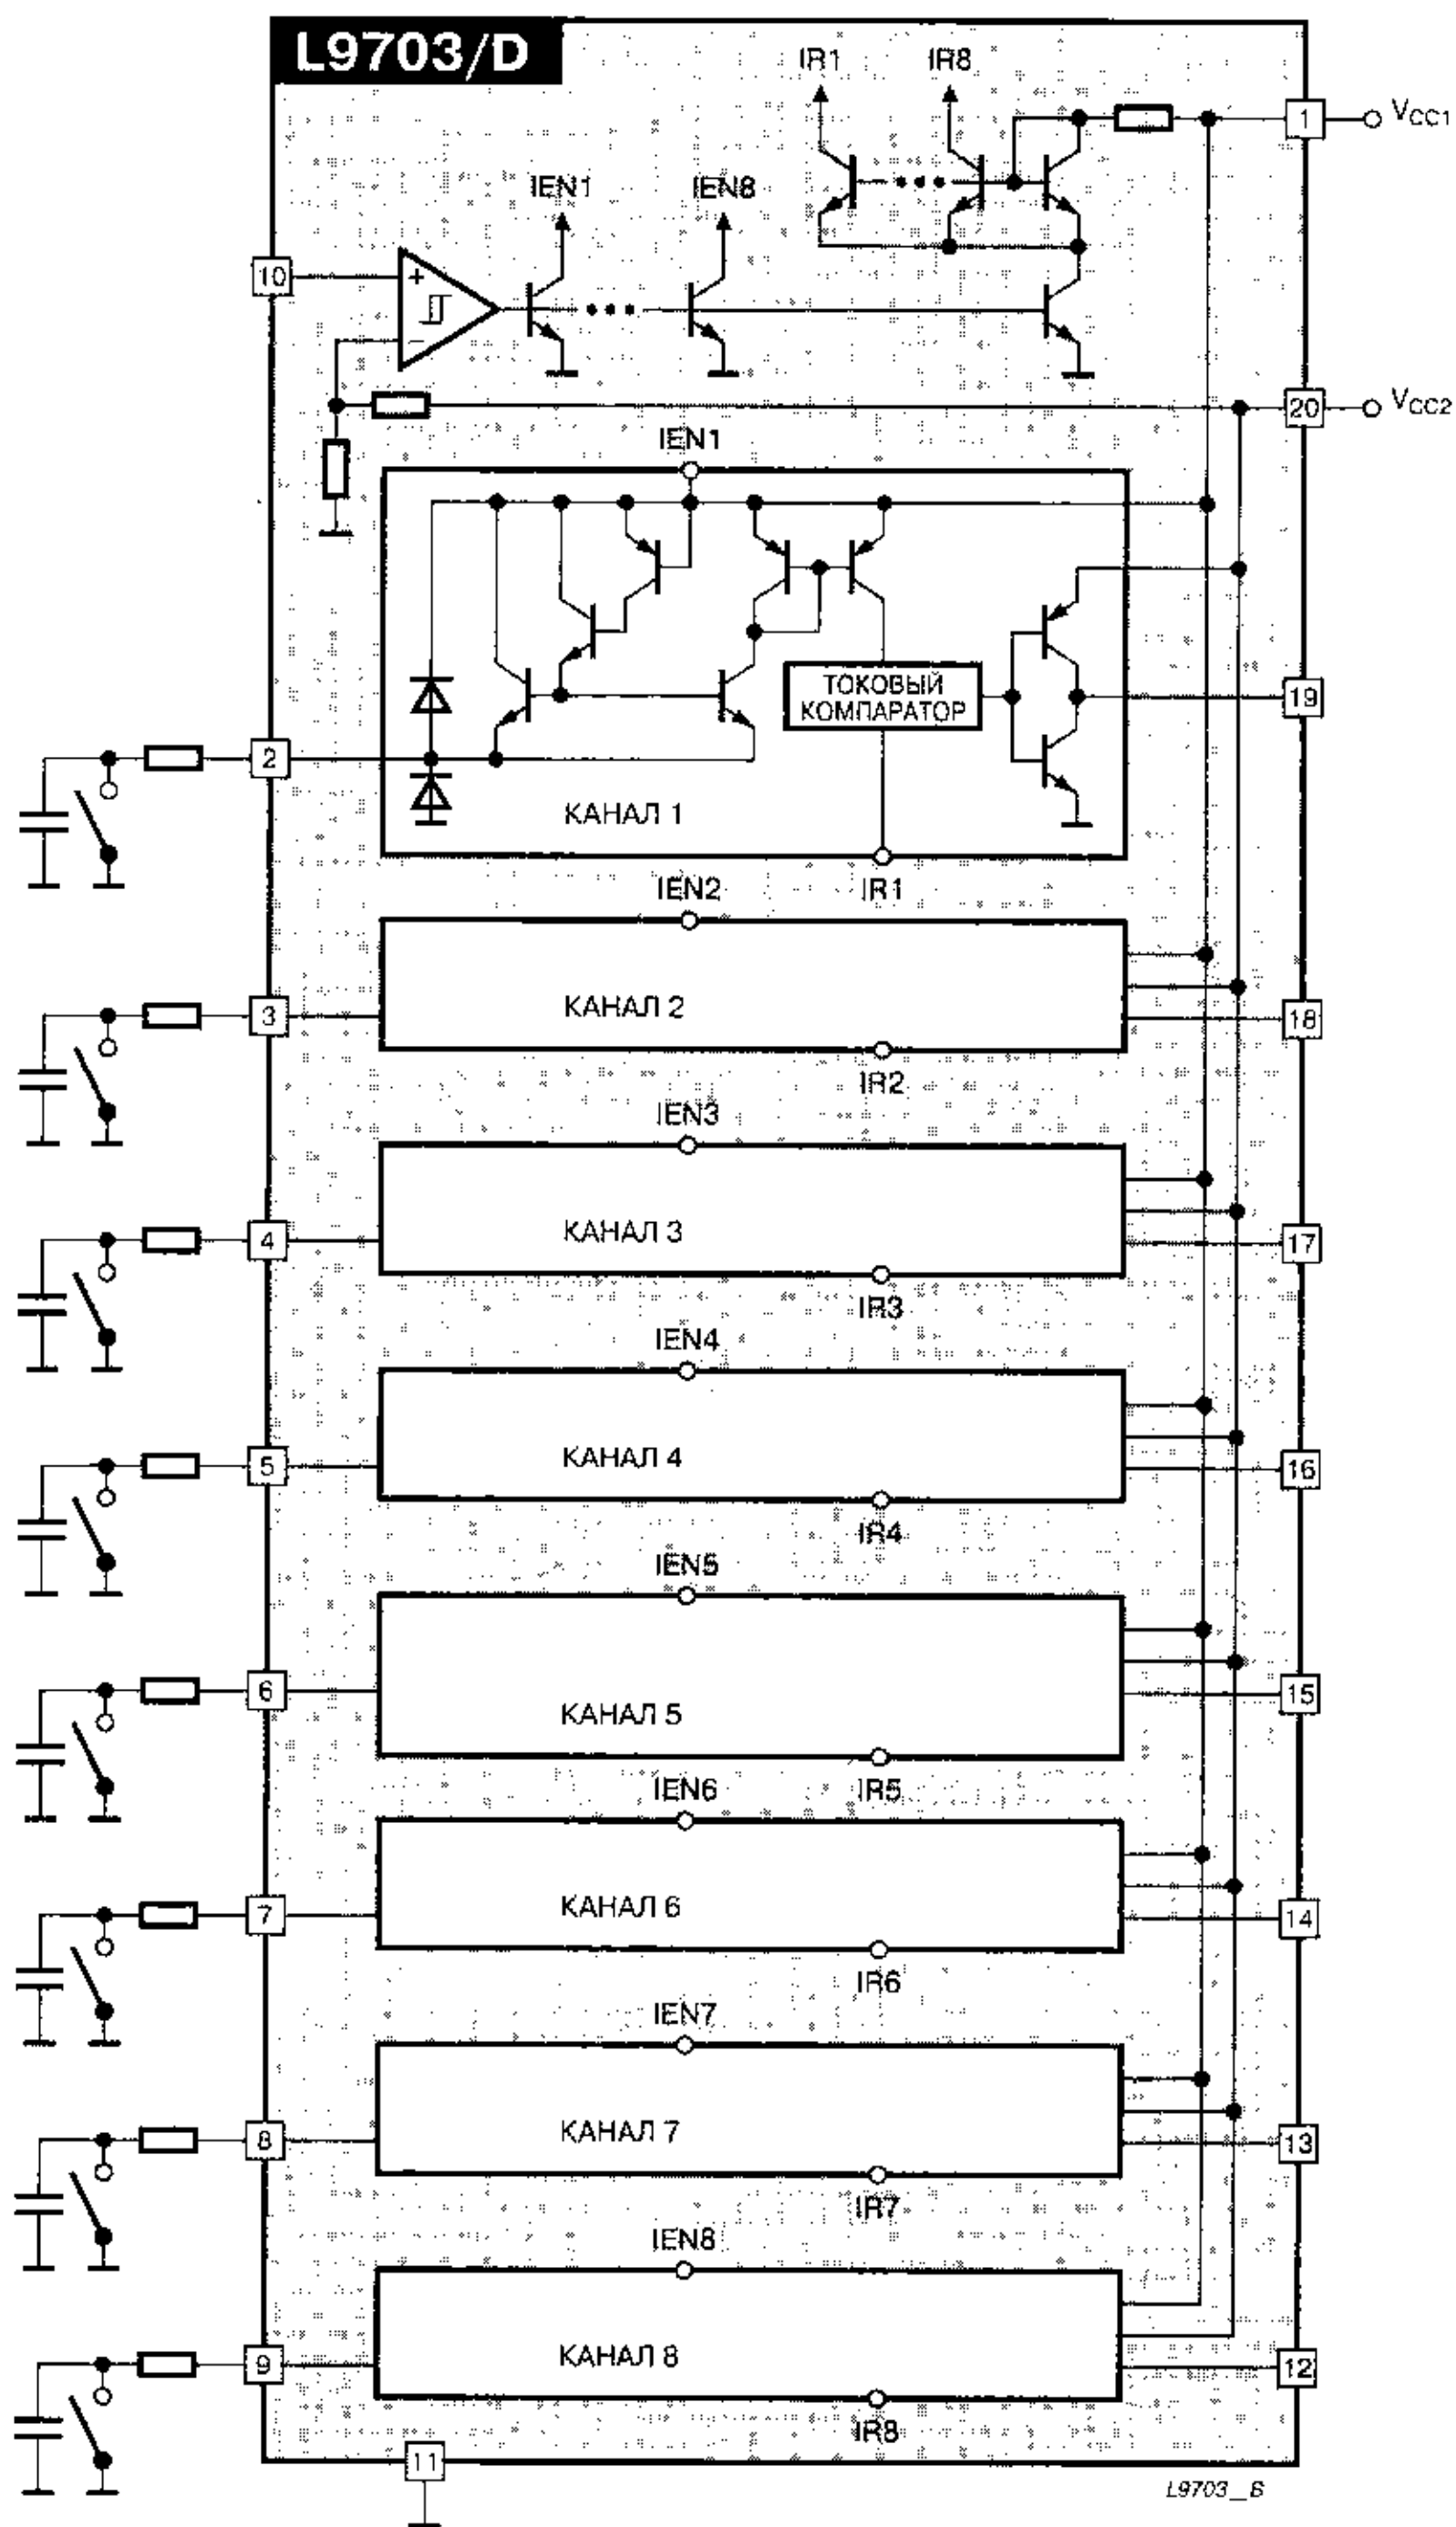 L9703/D
IR1
IR8
1
VCC1
IEN1
IEN8
10
+
−
20
VCC2
IEN1
ТОКОВЫЙ
КОМПАРАТОР
19
2
КАНАЛ 1
IR1
IEN2
3
КАНАЛ 2
18
IR2
IEN3
4
КАНАЛ 3
17
IR3
IEN4
5
КАНАЛ 4
16
IR4
IEN5
6
КАНАЛ 5
15
IR5
IEN6
7
КАНАЛ 6
14
IR6
IEN7
8
КАНАЛ 7
13
IR7
IEN8
9
КАНАЛ 8
12
IR8
11
L9703_B